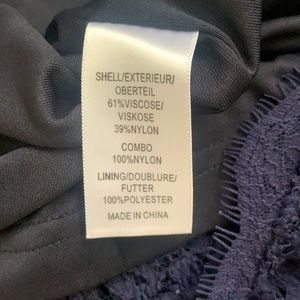 SHELL/EXTERIEUR/
OBERTEIL
61%VISCOSE/
VISKOSE
39%NYLON
COMBO
100%NYLON
LINING/DOUBLURE/
FUTTER
100%POLYESTER
MADE IN CHINA